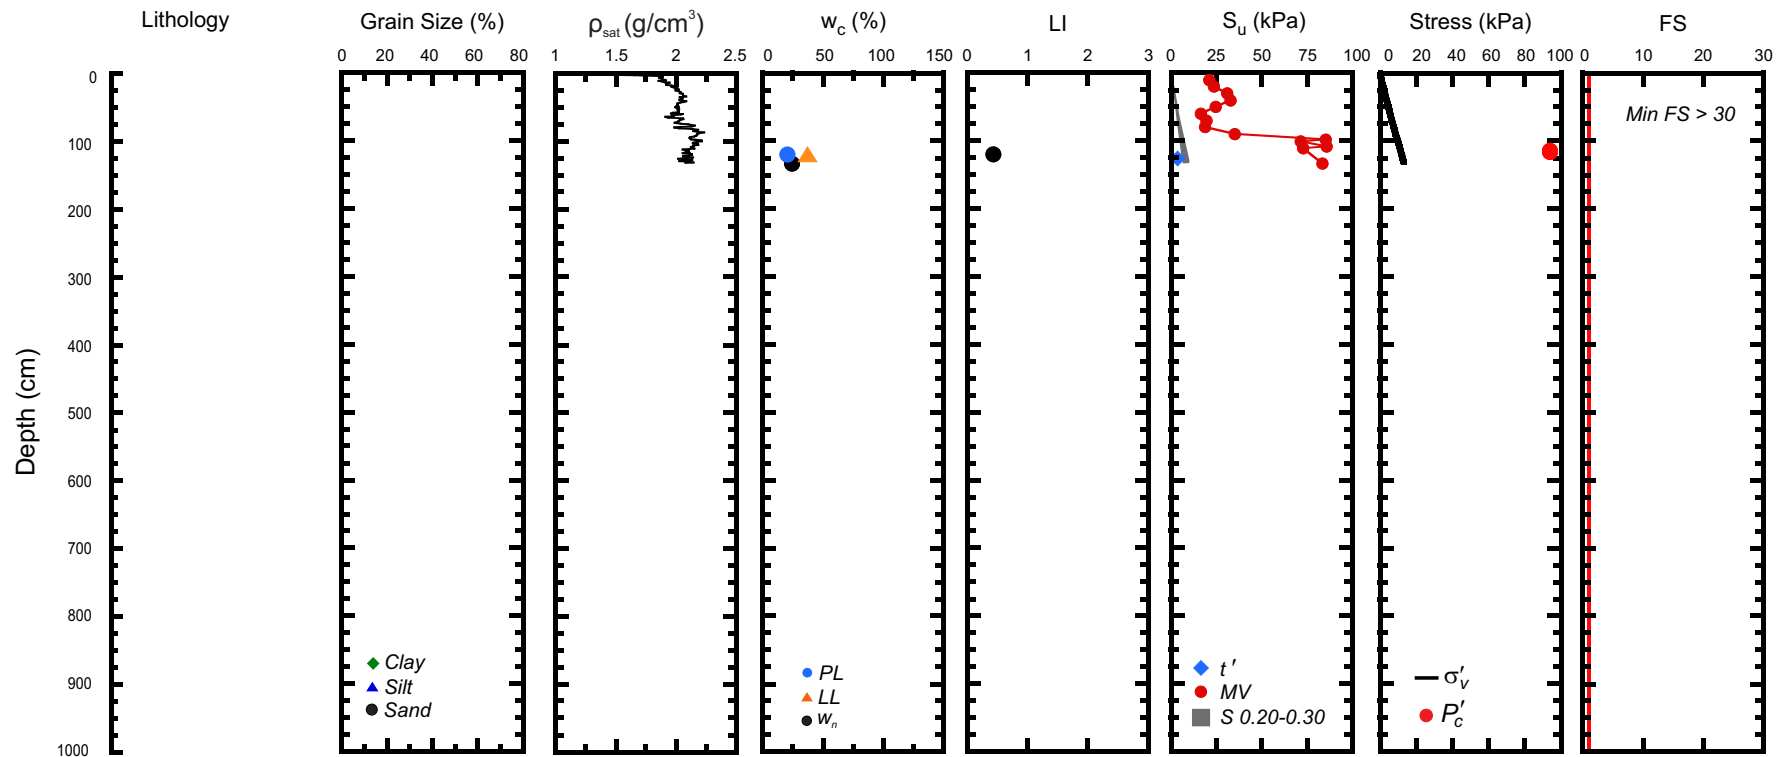 Lithology
Grain Size (%)
ρsat (g/cm³)
wc (%)
LI
Su (kPa)
Stress (kPa)
FS
0 20 40 60 80
1 1.5 2 2.5
0 50 100 150
0 1 2 3
0 25 50 75 100
0 20 40 60 80 100
0 10 20 30
0
100
200
300
400
500
600
700
800
900
1000
Depth (cm)
Min FS > 30
Clay
Silt
Sand
PL
LL
wn
t'
MV
S 0.20-0.30
σ'v
P'c